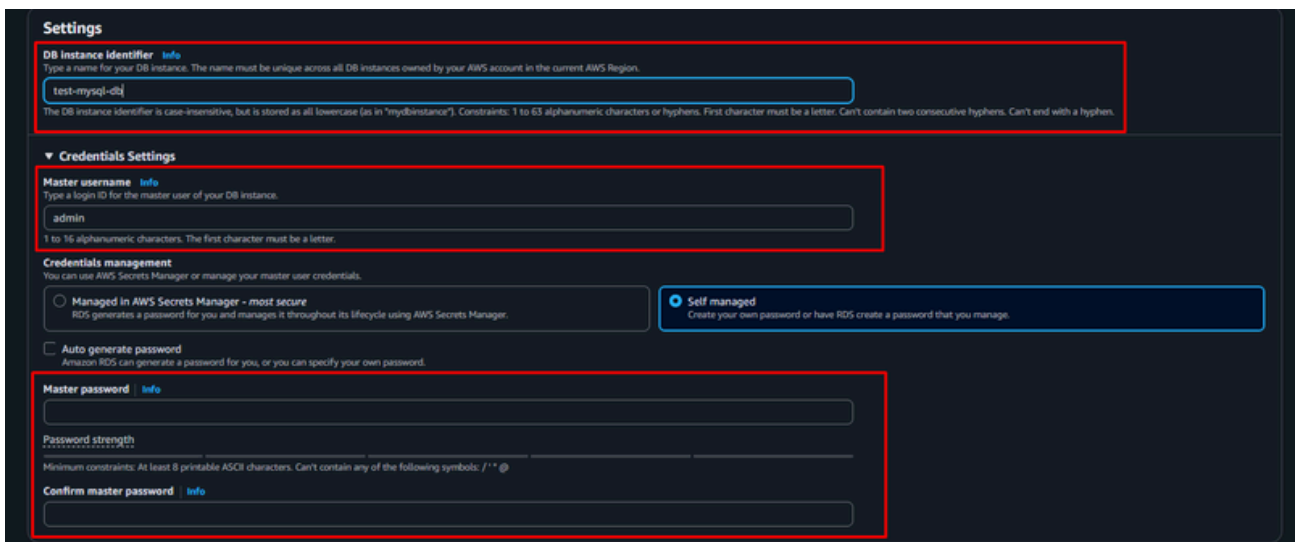 Settings
DB instance identifier Info
Type a name for your DB instance. The name must be unique across all DB instances owned by your AWS account in the current AWS Region.
test-mysql-db
The DB instance identifier is case-insensitive, but is stored as all lowercase (as in "mydbinstance"). Constraints: 1 to 63 alphanumeric characters or hyphens. First character must be a letter. Can't contain two consecutive hyphens. Can't end with a hyphen.
▼ Credentials Settings
Master username Info
Type a login ID for the master user of your DB instance.
admin
1 to 16 alphanumeric characters. The first character must be a letter.
Credentials management
You can use AWS Secrets Manager or manage your master user credentials.
Managed in AWS Secrets Manager - most secure
RDS generates a password for you and manages it throughout its lifecycle using AWS Secrets Manager.
Self managed
Create your own password or have RDS create a password that you manage.
Auto generate password
Amazon RDS can generate a password for you, or you can specify your own password.
Master password | Info
Password strength
Minimum constraints: At least 8 printable ASCII characters. Can't contain any of the following symbols: / ' " @
Confirm master password | Info